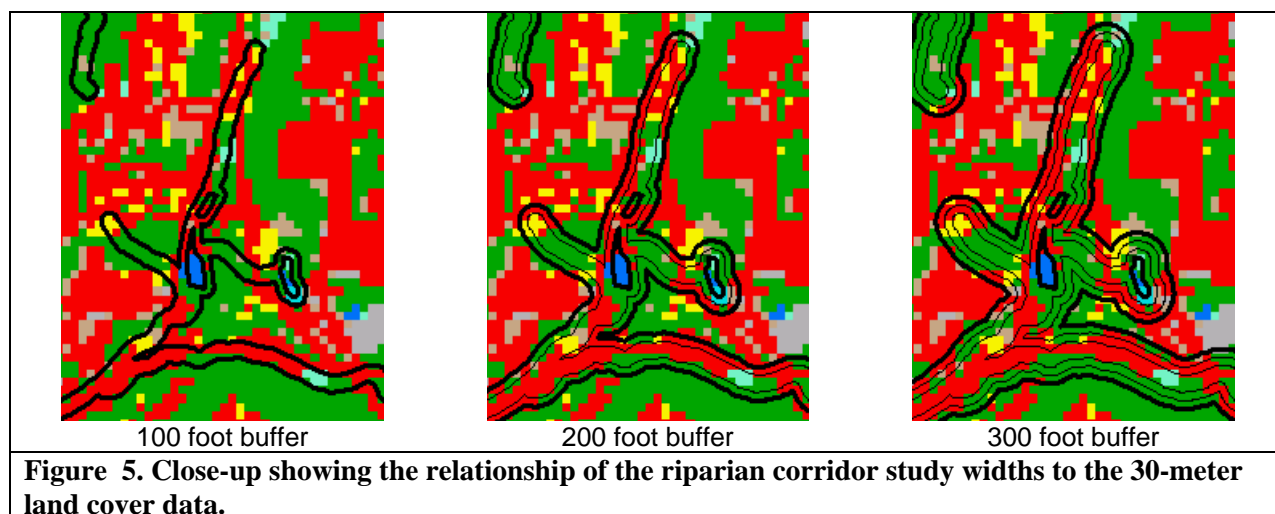 100 foot buffer
200 foot buffer
300 foot buffer
Figure 5. Close-up showing the relationship of the riparian corridor study widths to the 30-meter
land cover data.